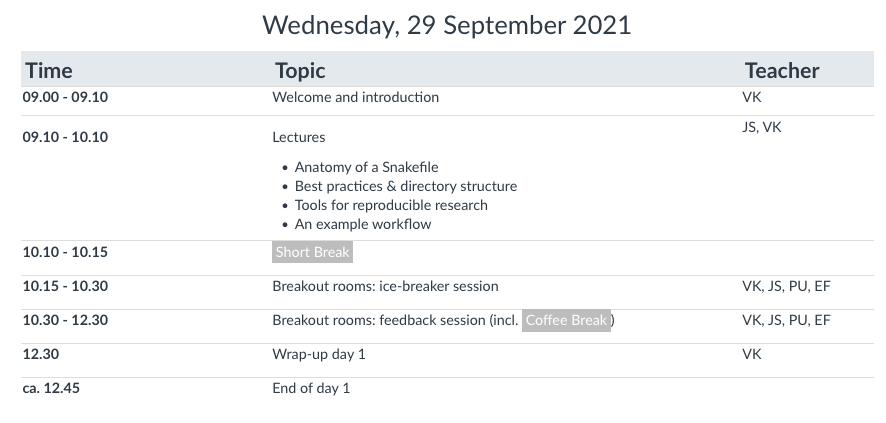 Wednesday, 29 September 2021
Time Topic Teacher
09.00 - 09.10 Welcome and introduction VK
09.10 - 10.10 Lectures JS, VK
• Anatomy of a Snakefile
• Best practices & directory structure
• Tools for reproducible research
• An example workflow
10.10 - 10.15 Short Break
10.15 - 10.30 Breakout rooms: ice-breaker session VK, JS, PU, EF
10.30 - 12.30 Breakout rooms: feedback session (incl. Coffee Break) VK, JS, PU, EF
12.30 Wrap-up day 1 VK
ca. 12.45 End of day 1